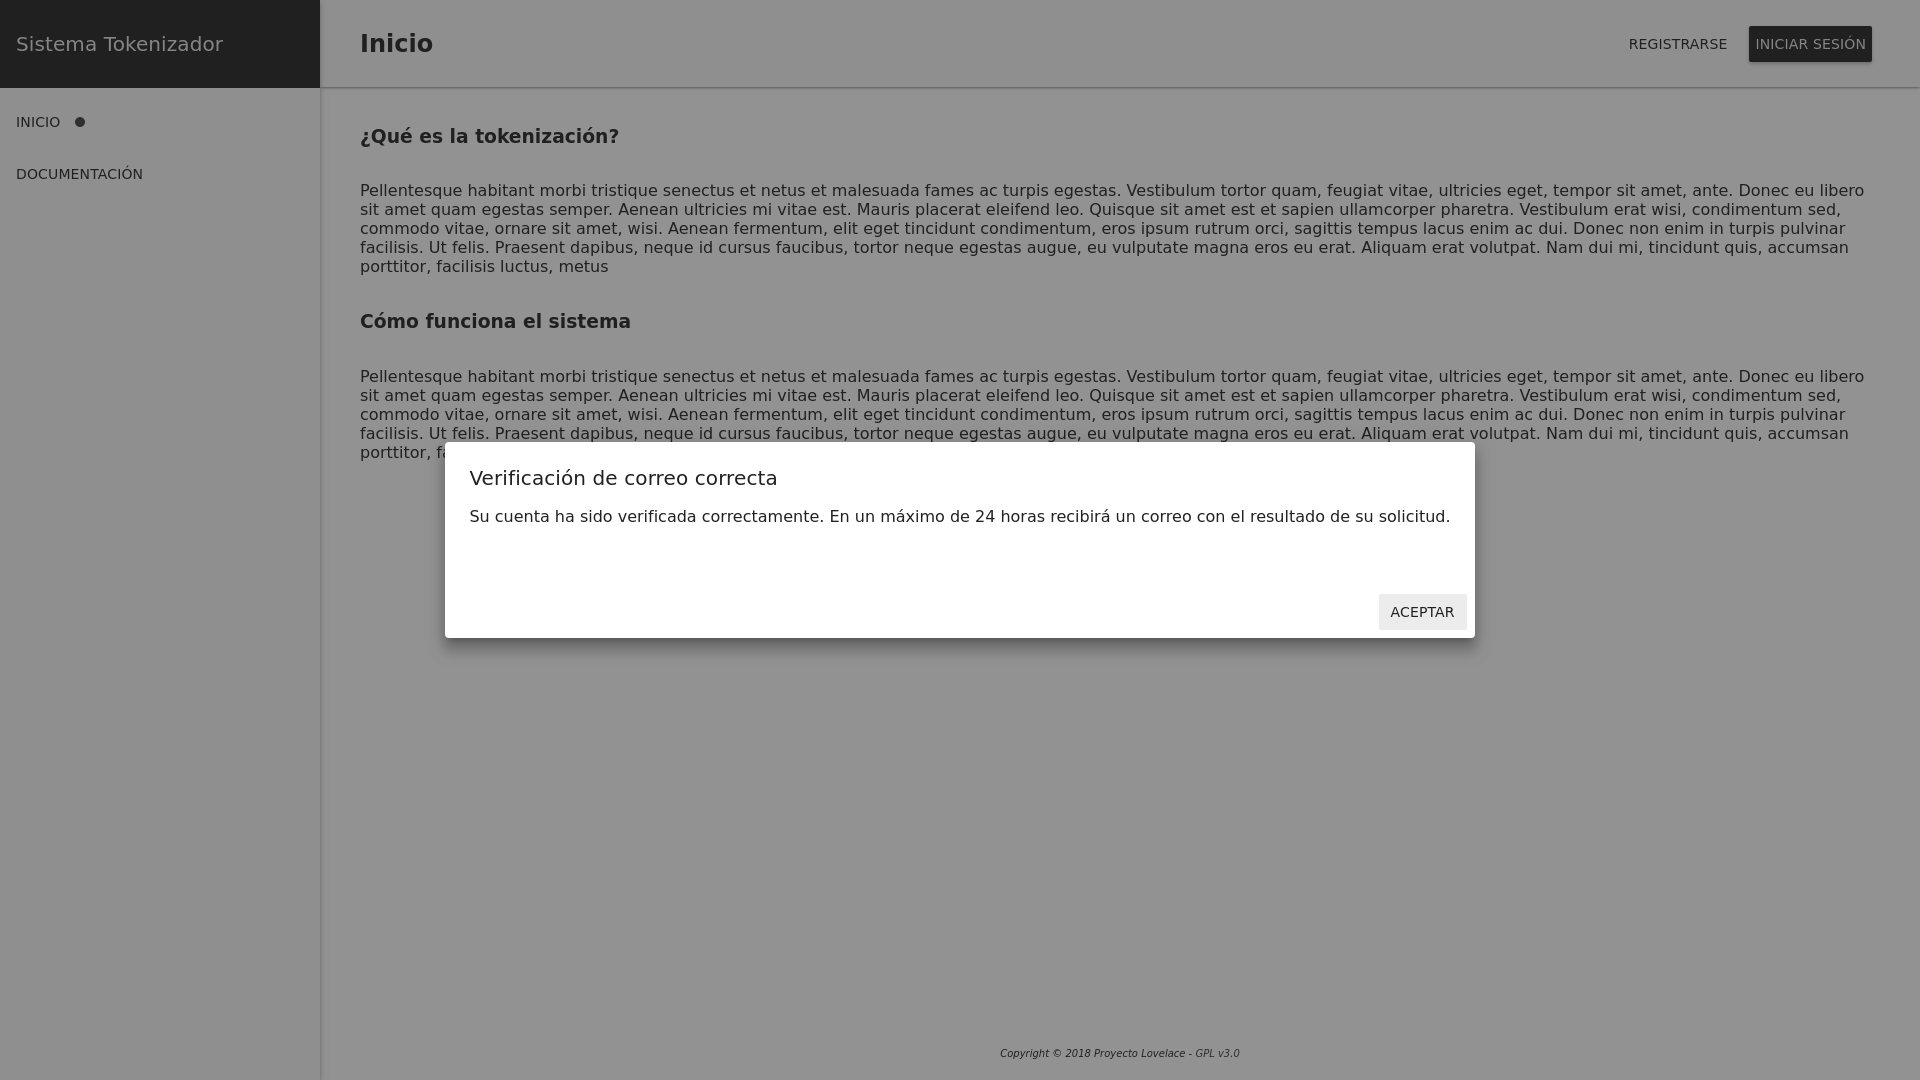 Sistema Tokenizador
Inicio
REGISTRARSE
INICIAR SESIÓN
INICIO
DOCUMENTACIÓN
¿Qué es la tokenización?
Pellentesque habitant morbi tristique senectus et netus et malesuada fames ac turpis egestas. Vestibulum tortor quam, feugiat vitae, ultricies eget, tempor sit amet, ante. Donec eu libero
sit amet quam egestas semper. Aenean ultricies mi vitae est. Mauris placerat eleifend leo. Quisque sit amet est et sapien ullamcorper pharetra. Vestibulum erat wisi, condimentum sed,
commodo vitae, ornare sit amet, wisi. Aenean fermentum, elit eget tincidunt condimentum, eros ipsum rutrum orci, sagittis tempus lacus enim ac dui. Donec non enim in turpis pulvinar
facilisis. Ut felis. Praesent dapibus, neque id cursus faucibus, tortor neque egestas augue, eu vulputate magna eros eu erat. Aliquam erat volutpat. Nam dui mi, tincidunt quis, accumsan
porttitor, facilisis luctus, metus
Cómo funciona el sistema
Pellentesque habitant morbi tristique senectus et netus et malesuada fames ac turpis egestas. Vestibulum tortor quam, feugiat vitae, ultricies eget, tempor sit amet, ante. Donec eu libero
sit amet quam egestas semper. Aenean ultricies mi vitae est. Mauris placerat eleifend leo. Quisque sit amet est et sapien ullamcorper pharetra. Vestibulum erat wisi, condimentum sed,
commodo vitae, ornare sit amet, wisi. Aenean fermentum, elit eget tincidunt condimentum, eros ipsum rutrum orci, sagittis tempus lacus enim ac dui. Donec non enim in turpis pulvinar
facilisis. Ut felis. Praesent dapibus, neque id cursus faucibus, tortor neque egestas augue, eu vulputate magna eros eu erat. Aliquam erat volutpat. Nam dui mi, tincidunt quis, accumsan
porttitor,
Verificación de correo correcta
Su cuenta ha sido verificada correctamente. En un máximo de 24 horas recibirá un correo con el resultado de su solicitud.
ACEPTAR
Copyright © 2018 Proyecto Lovelace - GPL v3.0